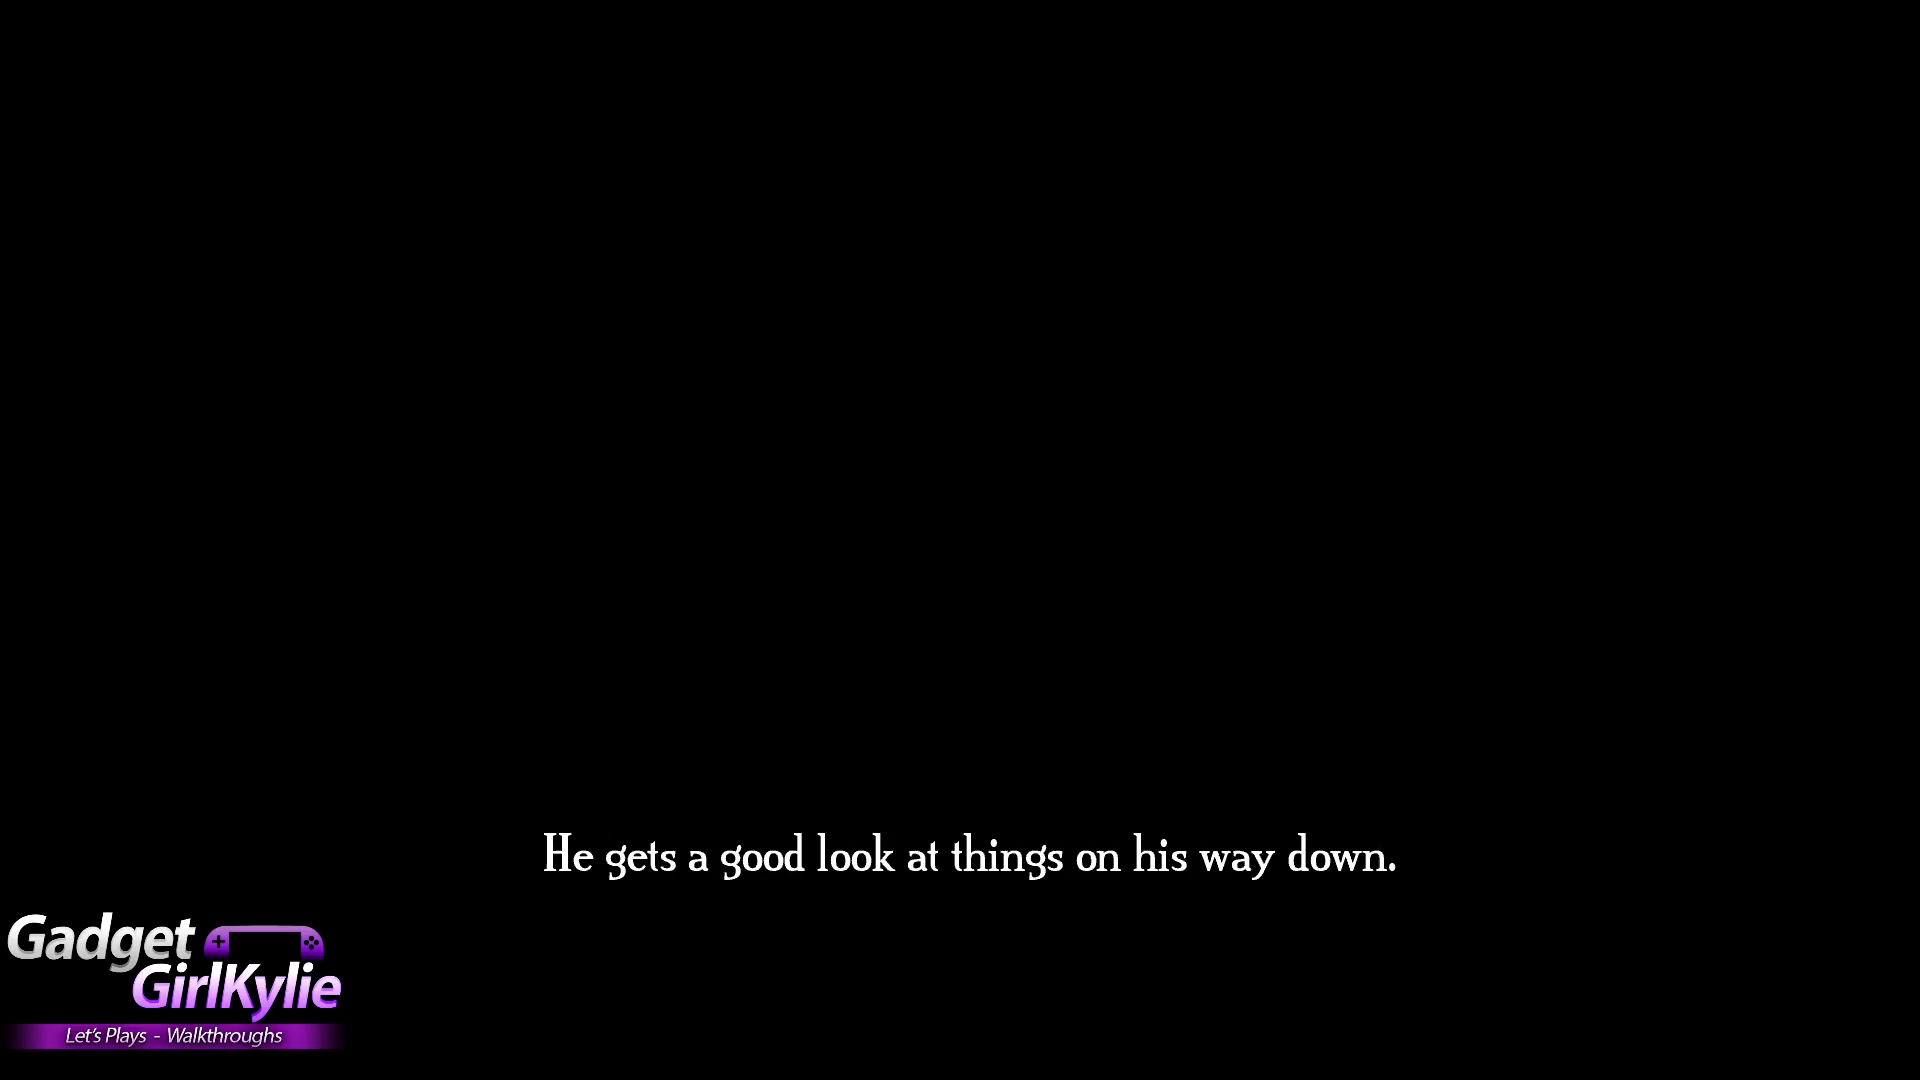 He gets a good look at things on his way down.
Gadget
GirlKylie
Let's Plays - Walkthroughs